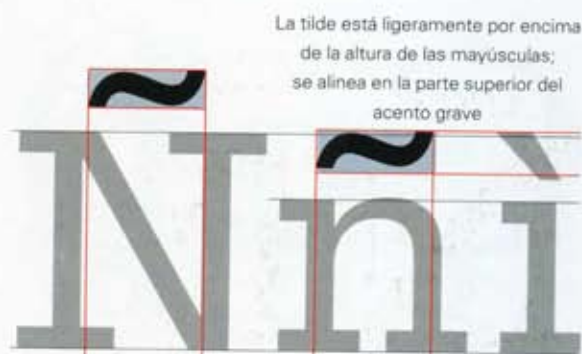 La tilde está ligeramente por encima
de la altura de las mayúsculas;
se alinea en la parte superior del
acento grave
Ññì